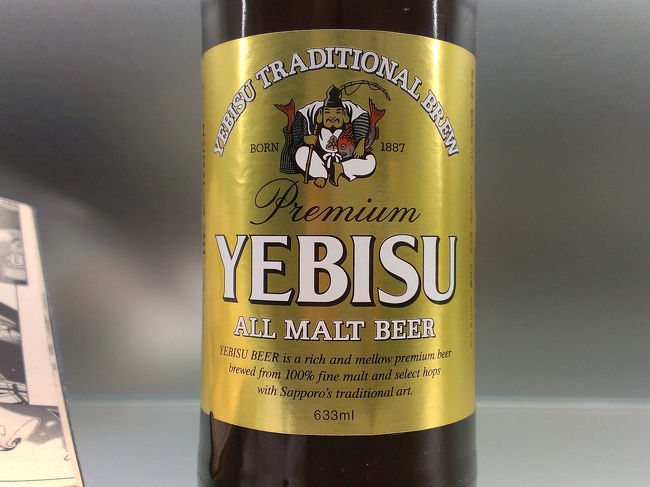 YEBISU TRADITIONAL BREW
BORN 1887
Premium
YEBISU
ALL MALT BEER
YEBISU BEER is a rich and mellow premium beer
brewed from 100% fine malt and select hops
with Sapporo's traditional art.
633ml